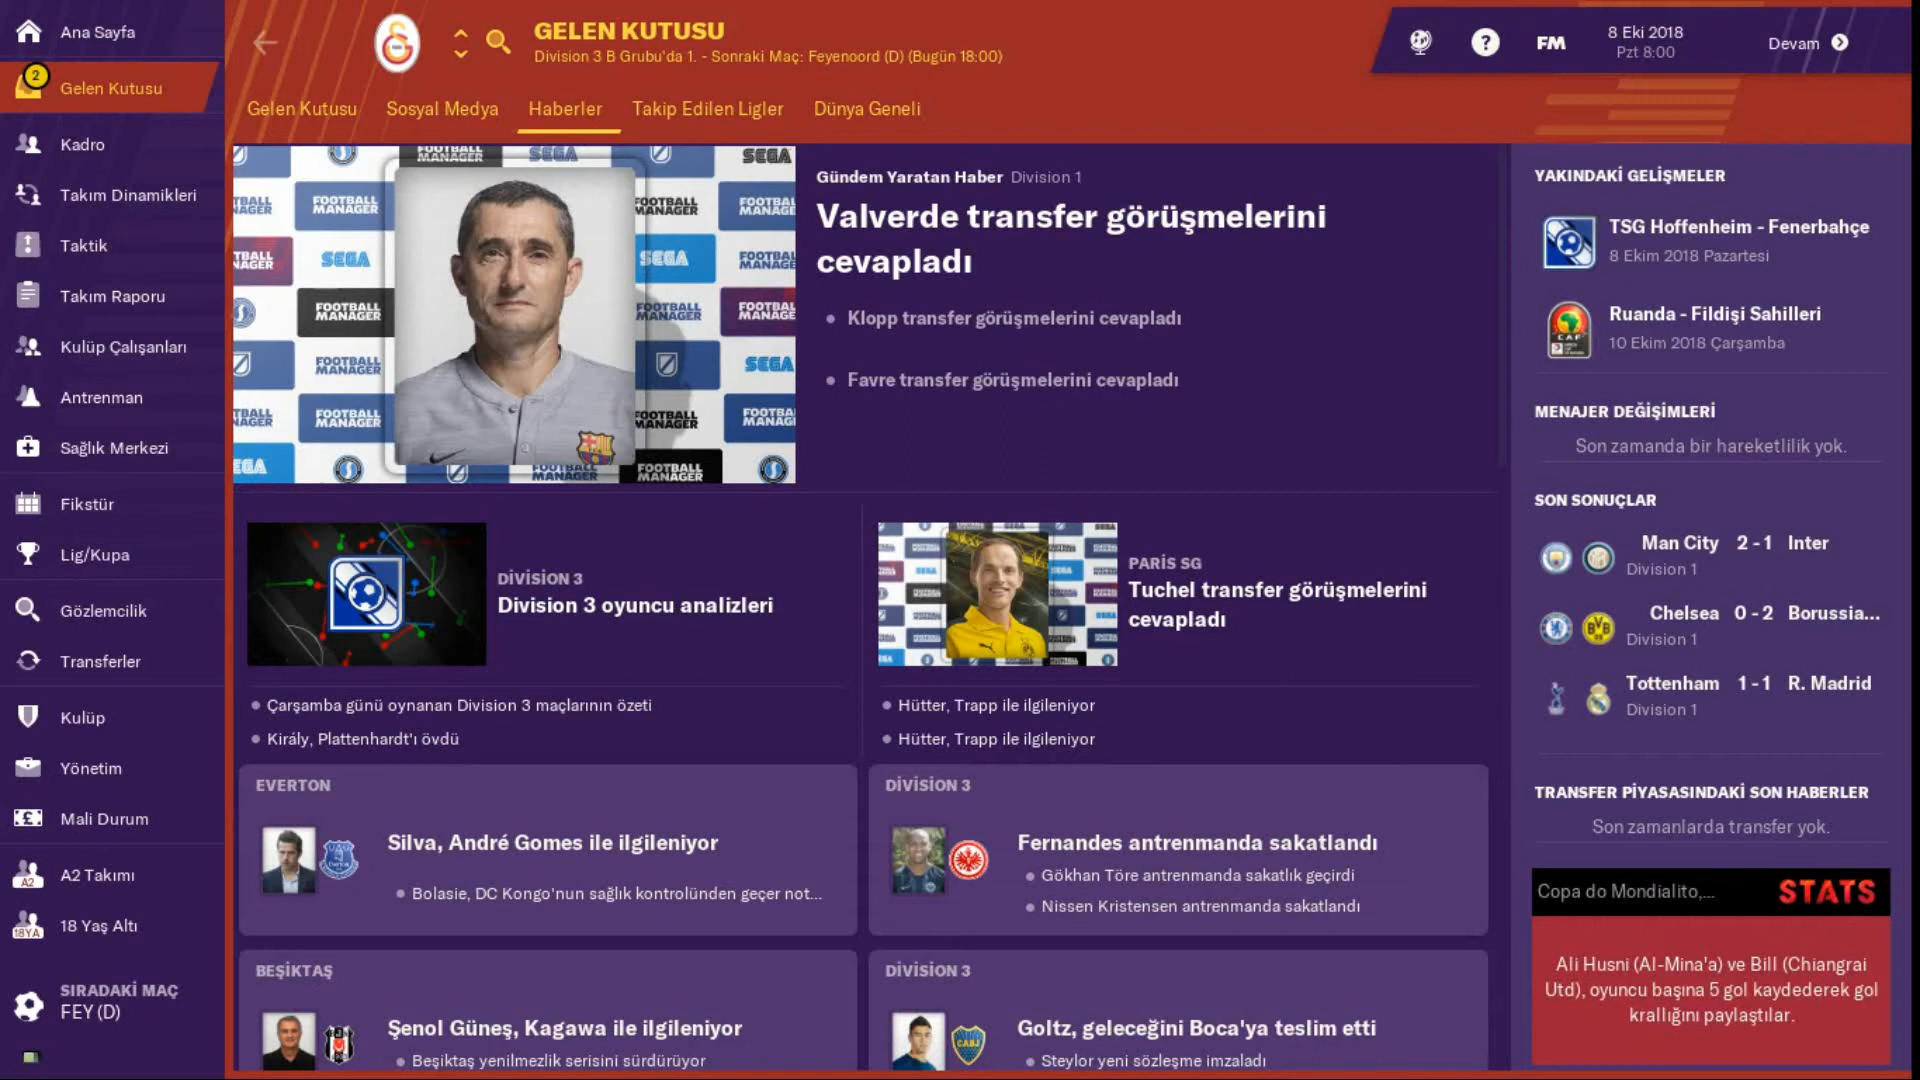 Ana Sayfa
2
Gelen Kutusu
Kadro
Takım Dinamikleri
Taktik
Takım Raporu
Kulüp Çalışanları
Antrenman
Sağlık Merkezi
Fikstür
Lig/Kupa
Gözlemcilik
Transferler
Kulüp
Yönetim
Mali Durum
A2
A2 Takımı
18YA
18 Yaş Altı
SIRADAKİ MAÇ
FEY (D)
GELEN KUTUSU
Division 3 B Grubu'da 1. - Sonraki Maç: Feyenoord (D) (Bugün 18:00)
?
FM
8 Eki 2018
Pzt 8:00
Devam
Gelen Kutusu
Sosyal Medya
Haberler
Takip Edilen Ligler
Dünya Geneli
FOOTBALL MANAGER
SEGA
Gündem Yaratan Haber Division 1
Valverde transfer görüşmelerini
cevapladı
Klopp transfer görüşmelerini cevapladı
Favre transfer görüşmelerini cevapladı
DİVİSİON 3
Division 3 oyuncu analizleri
Çarşamba günü oynanan Division 3 maçlarının özeti
Király, Plattenhardt'ı övdü
PARİS SG
Tuchel transfer görüşmelerini
cevapladı
Hütter, Trapp ile ilgileniyor
Hütter, Trapp ile ilgileniyor
EVERTON
Silva, André Gomes ile ilgileniyor
Bolasie, DC Kongo'nun sağlık kontrolünden geçer not...
DİVİSİON 3
Fernandes antrenmanda sakatlandı
Gökhan Töre antrenmanda sakatlık geçirdi
Nissen Kristensen antrenmanda sakatlandı
BEŞİKTAŞ
Şenol Güneş, Kagawa ile ilgileniyor
Beşiktaş yenilmezlik serisini sürdürüyor
DİVİSİON 3
Goltz, geleceğini Boca'ya teslim etti
Steylor yeni sözleşme imzaladı
YAKINDAKİ GELİŞMELER
TSG Hoffenheim - Fenerbahçe
8 Ekim 2018 Pazartesi
CAF
Ruanda - Fildişi Sahilleri
10 Ekim 2018 Çarşamba
MENAJER DEĞİŞİMLERİ
Son zamanda bir hareketlilik yok.
SON SONUÇLAR
Man City 2 - 1 Inter
Division 1
Chelsea 0 - 2 Borussia...
Division 1
Tottenham 1 - 1 R. Madrid
Division 1
TRANSFER PİYASASINDAKİ SON HABERLER
Son zamanlarda transfer yok.
Copa do Mondialito,... STATS
Ali Husni (Al-Mina'a) ve Bill (Chiangrai
Utd), oyuncu başına 5 gol kaydederek gol
krallığını paylaştılar.